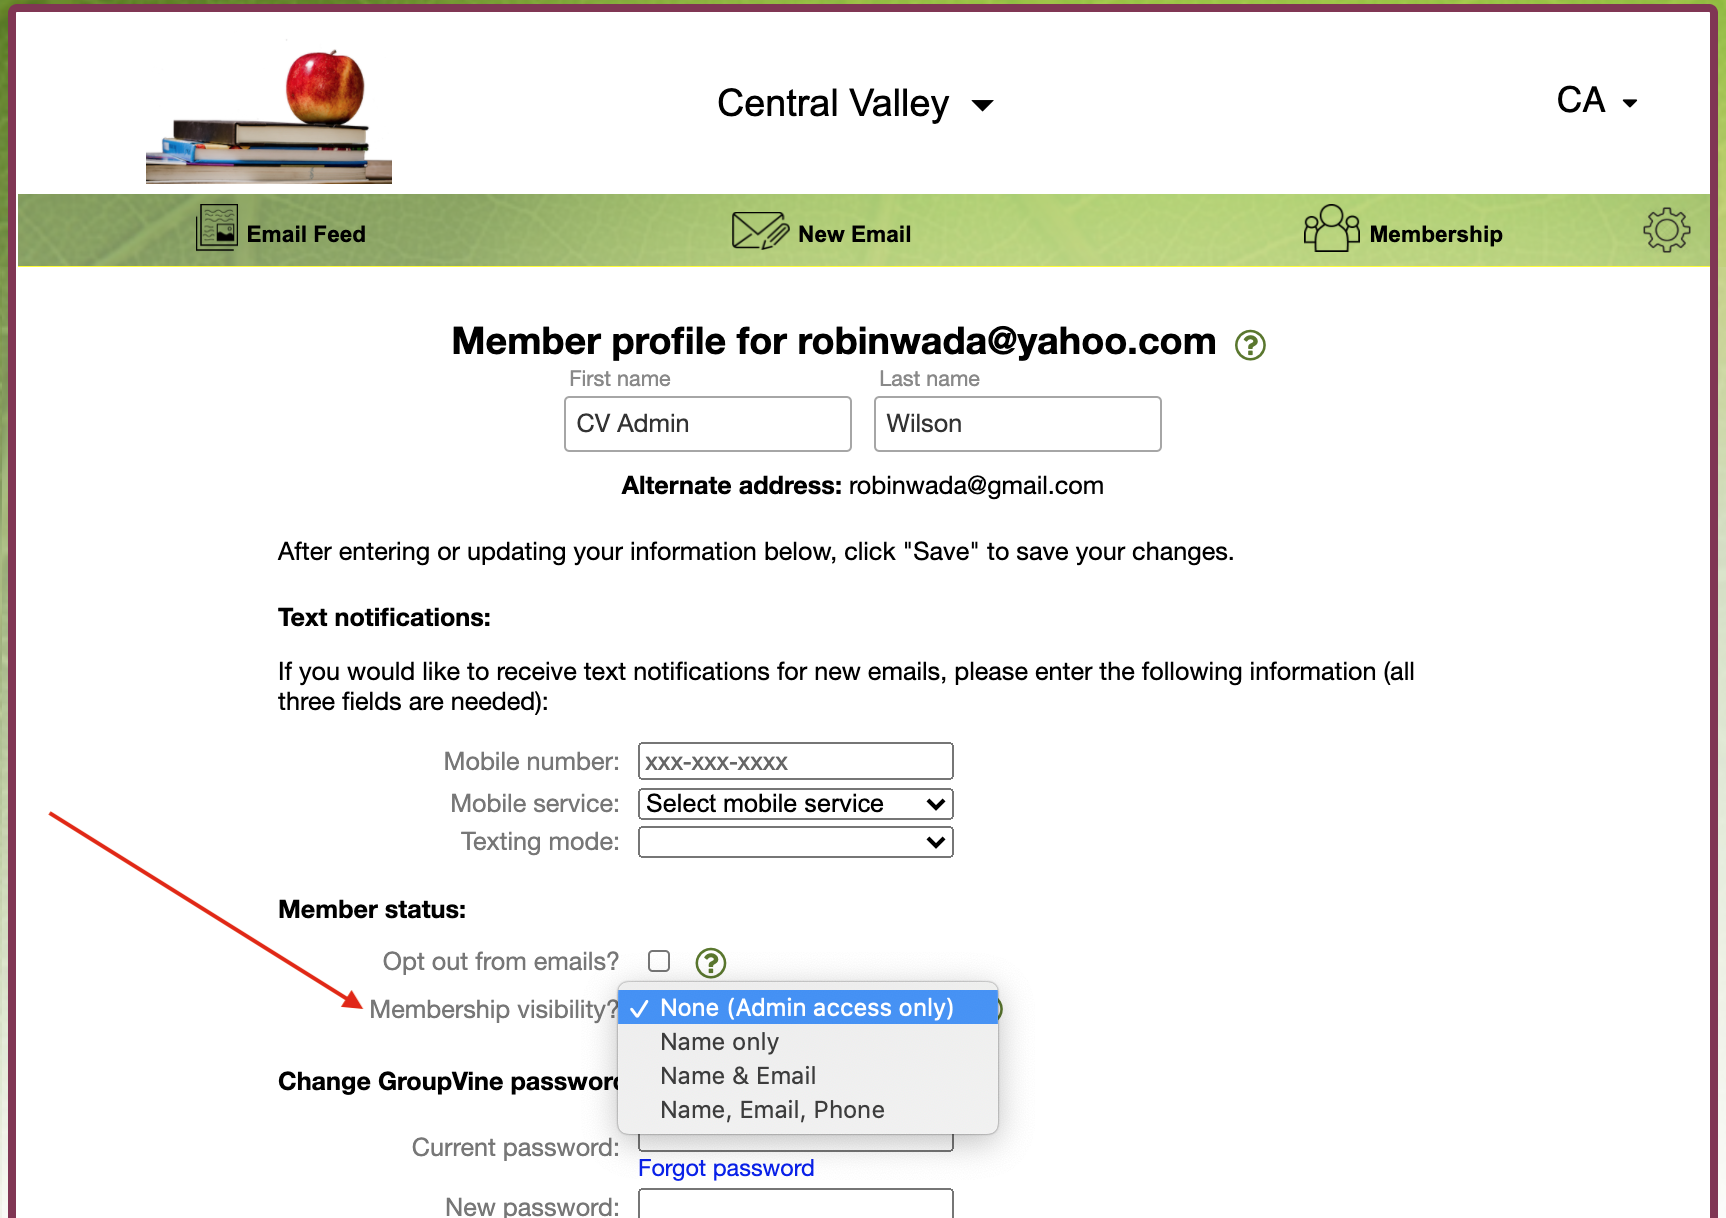 Central Valley
CA
Email Feed
New Email
Membership
Member profile for robinwada@yahoo.com ?
First name
Last name
CV Admin
Wilson
Alternate address: robinwada@gmail.com
After entering or updating your information below, click "Save" to save your changes.
Text notifications:
If you would like to receive text notifications for new emails, please enter the following information (all
three fields are needed):
Mobile number: xxx-xxx-xxxx
Mobile service: Select mobile service
Texting mode:
Member status:
Opt out from emails? ?
Membership visibility? ✓ None (Admin access only)
Name only
Name & Email
Name, Email, Phone
Change GroupVine password
Current password:
Forgot password
New password: